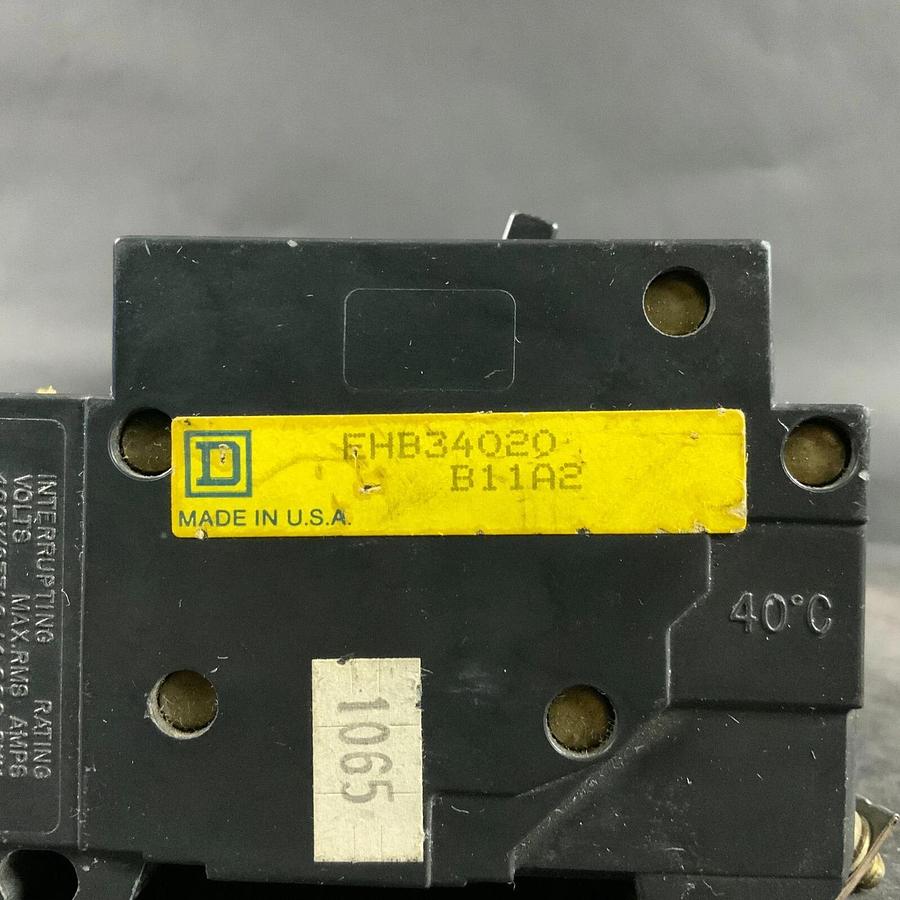 D
EHB34020
B11A2
MADE IN U.S.A.
40°C
1065
INTERRUPTING RATING
VOLTS MAX.RMS AMPS